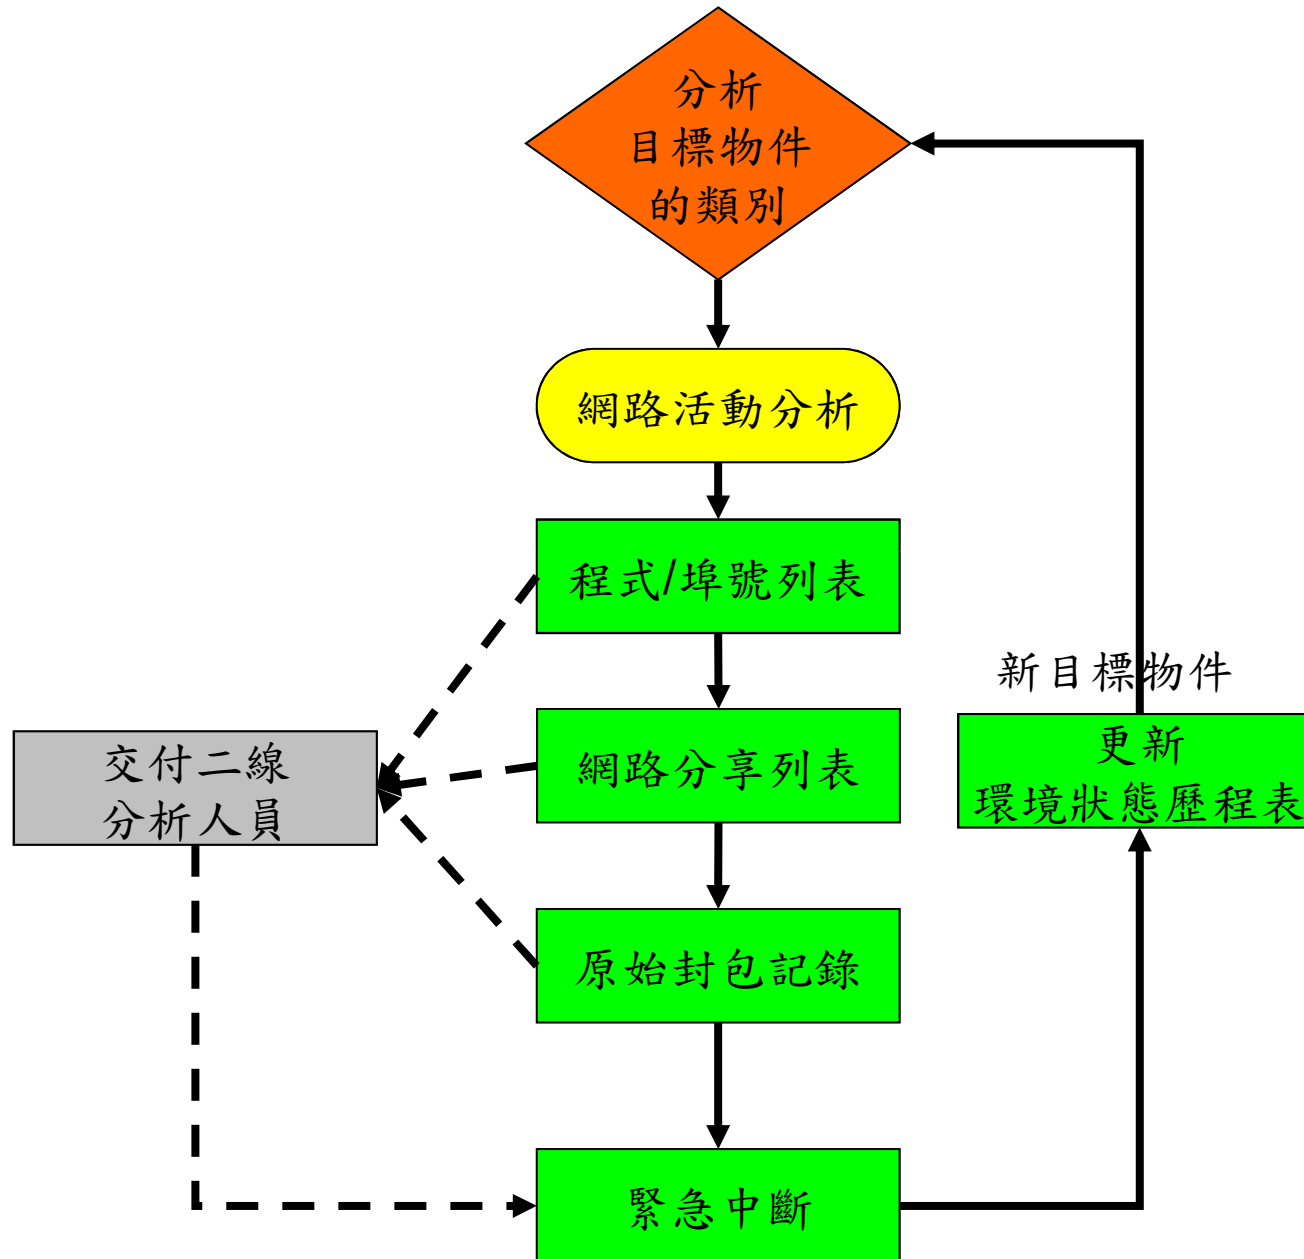 分析
目標物件
的類別
網路活動分析
程式/埠號列表
新目標物件
網路分享列表
交付二線
分析人員
更新
環境狀態歷程表
原始封包記錄
緊急中斷